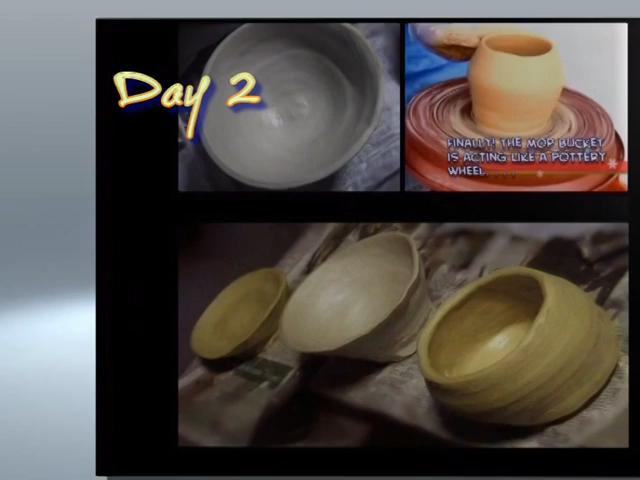 Day 2
FINALLY! THE MOP BUCKET
IS ACTING LIKE A POTTERY
WHEEL....